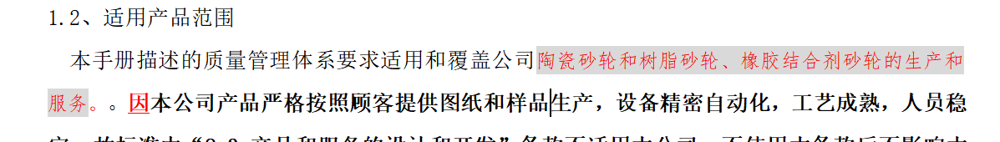 1.2、适用产品范围
本手册描述的质量管理体系要求适用和覆盖公司陶瓷砂轮和树脂砂轮、橡胶结合剂砂轮的生产和
服务。。因本公司产品严格按照顾客提供图纸和样品生产，设备精密自动化，工艺成熟，人员稳